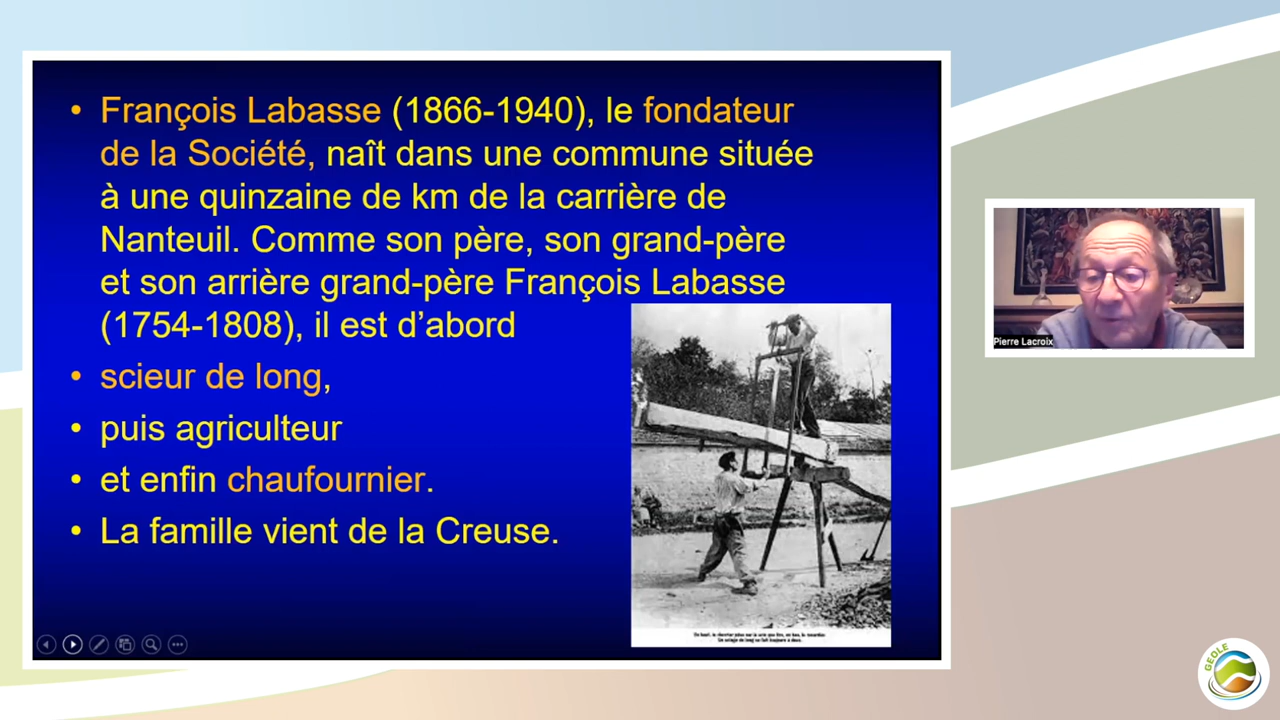 • François Labasse (1866-1940), le fondateur
de la Société, naît dans une commune située
à une quinzaine de km de la carrière de
Nanteuil. Comme son père, son grand-père
et son arrière grand-père François Labasse
(1754-1808), il est d’abord
• scieur de long,
• puis agriculteur
• et enfin chaufournier.
• La famille vient de la Creuse.
Pierre Lacroix
GEOLE